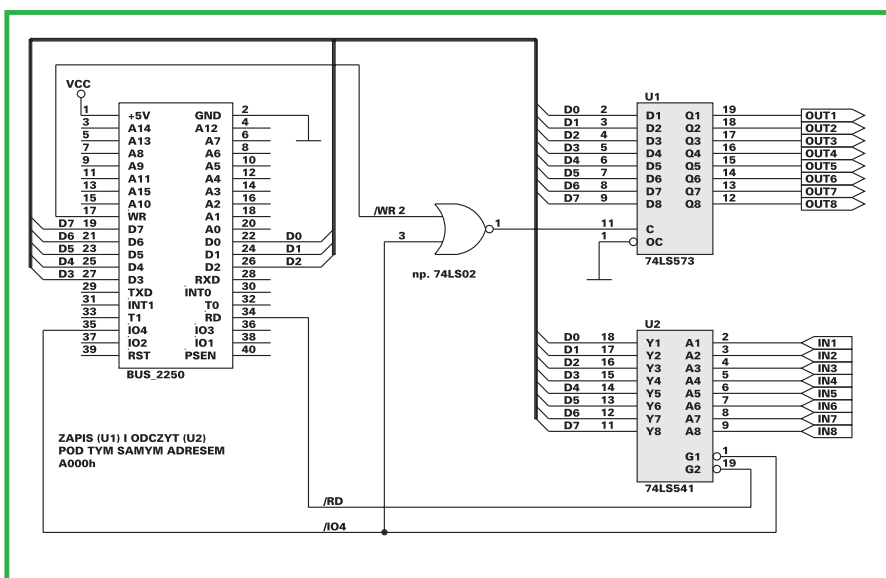 VCC
1 +5V GND 2
3 A14 A12 4
5 A13 A7 6
7 A8 A6 8
9 A9 A5 10
11 A11 A4 12
13 A15 A3 14
15 A10 A2 16
17 WR A1 18
D7 19 D7 A0 20
D6 21 D6 D0 22 D0
D5 23 D5 D1 24 D1
D4 25 D4 D2 26 D2
D3 27 D3 RXD 28
29 TXD INT0 30
31 INT1 T0 32
33 T1 RD 34
35 IO4 IO3 36
37 IO2 IO1 38
39 RST PSEN 40
BUS_2250
/WR 2
3
1
np. 74LS02
U1
D0 2 D1 Q1 19 OUT1
D1 3 D2 Q2 18 OUT2
D2 4 D3 Q3 17 OUT3
D3 5 D4 Q4 16 OUT4
D4 6 D5 Q5 15 OUT5
D5 7 D6 Q6 14 OUT6
D6 8 D7 Q7 13 OUT7
D7 9 D8 Q8 12 OUT8
11 C
1 OC
74LS573
U2
D0 18 Y1 A1 2 IN1
D1 17 Y2 A2 3 IN2
D2 16 Y3 A3 4 IN3
D3 15 Y4 A4 5 IN4
D4 14 Y5 A5 6 IN5
D5 13 Y6 A6 7 IN6
D6 12 Y7 A7 8 IN7
D7 11 Y8 A8 9 IN8
G1 1
G2 19
74LS541
ZAPIS (U1) I ODCZYT (U2)
POD TYM SAMYM ADRESEM
A000h
/RD
/IO4